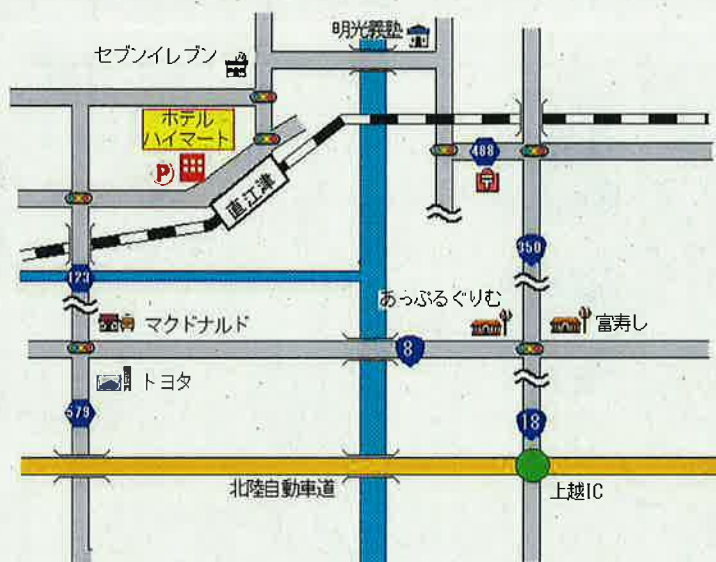 明光義塾
セブンイレブン
ホテル
ハイマート
P
488
直江津
350
123
あっぷるぐりむ
マクドナルド
富寿し
8
トヨタ
579
18
北陸自動車道
上越IC